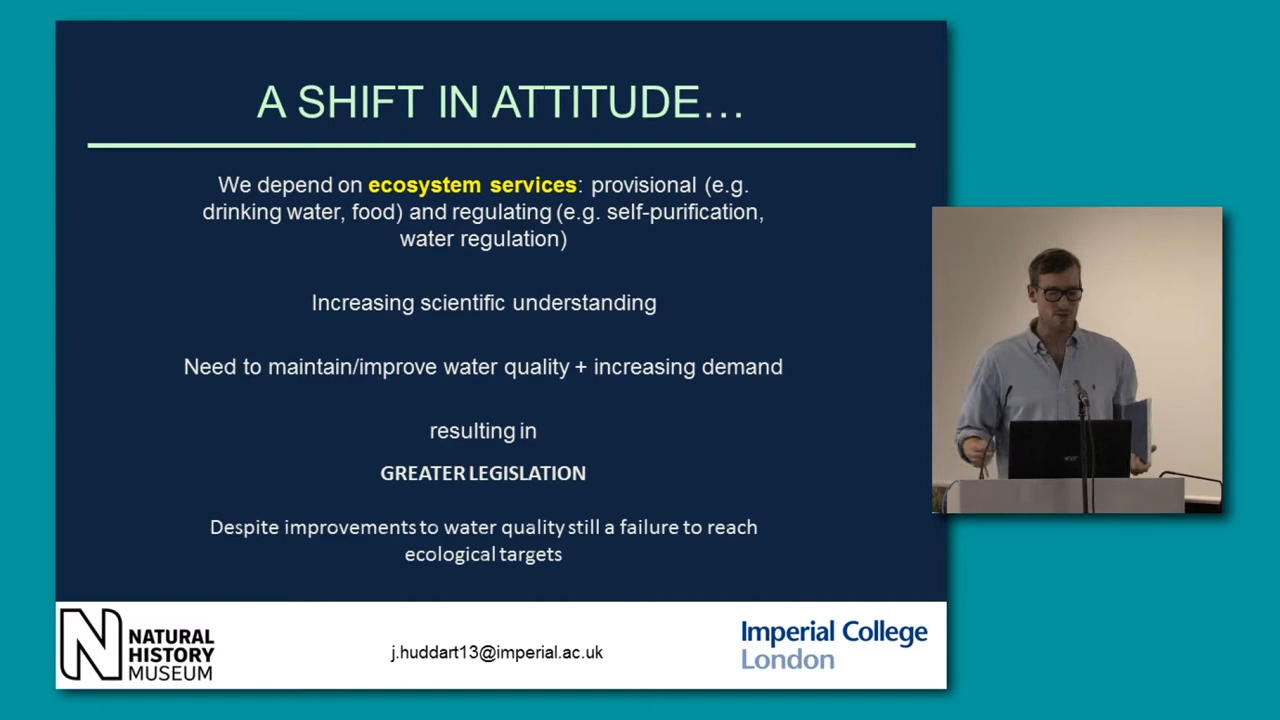 A SHIFT IN ATTITUDE…
We depend on ecosystem services: provisional (e.g.
drinking water, food) and regulating (e.g. self-purification,
water regulation)
Increasing scientific understanding
Need to maintain/improve water quality + increasing demand
resulting in
GREATER LEGISLATION
Despite improvements to water quality still a failure to reach
ecological targets
N NATURAL
HISTORY
MUSEUM
j.huddart13@imperial.ac.uk
Imperial College
London
acer